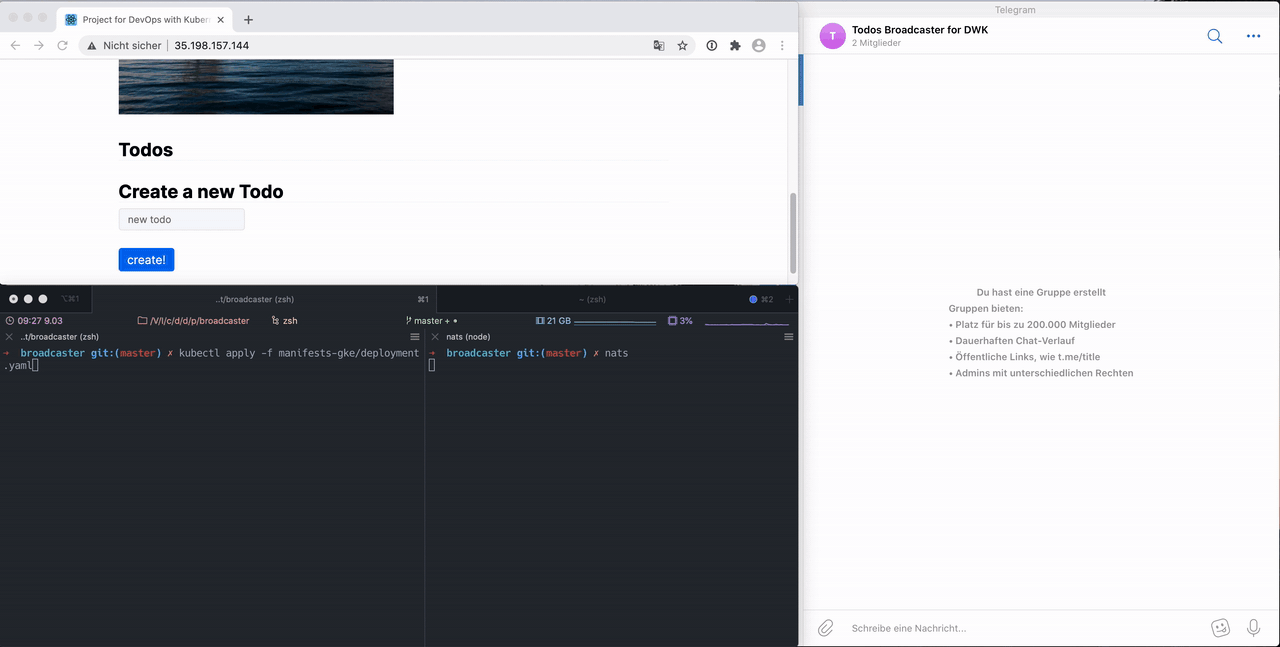 Project for DevOps with Kuber
Nicht sicher
35.198.157.144
Todos
Create a new Todo
new todo
create!
⌥⌘1
..t/broadcaster (zsh)
⌘1
~ (zsh)
⌘2
09:27 9.03
/V/l/c/d/d/p/broadcaster
zsh
master + •
21 GB
3%
..t/broadcaster (zsh)
➜ broadcaster git:(master) ✗ kubectl apply -f manifests-gke/deployment
.yaml
nats (node)
➜ broadcaster git:(master) ✗ nats
Telegram
T
Todos Broadcaster for DWK
2 Mitglieder
Du hast eine Gruppe erstellt
Gruppen bieten:
• Platz für bis zu 200.000 Mitglieder
• Dauerhaften Chat-Verlauf
• Öffentliche Links, wie t.me/title
• Admins mit unterschiedlichen Rechten
Schreibe eine Nachricht...